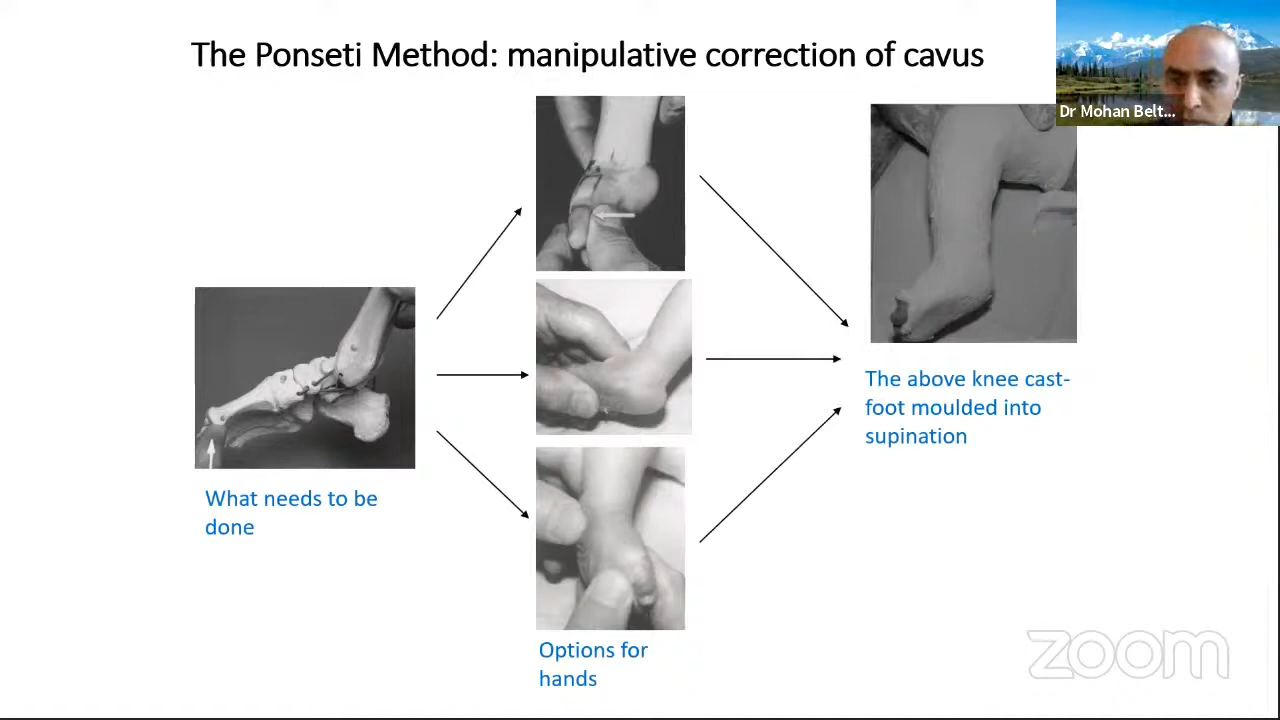 The Ponseti Method: manipulative correction of cavus
Dr Mohan Belt...
What needs to be
done
Options for
hands
The above knee cast-
foot moulded into
supination
zoom